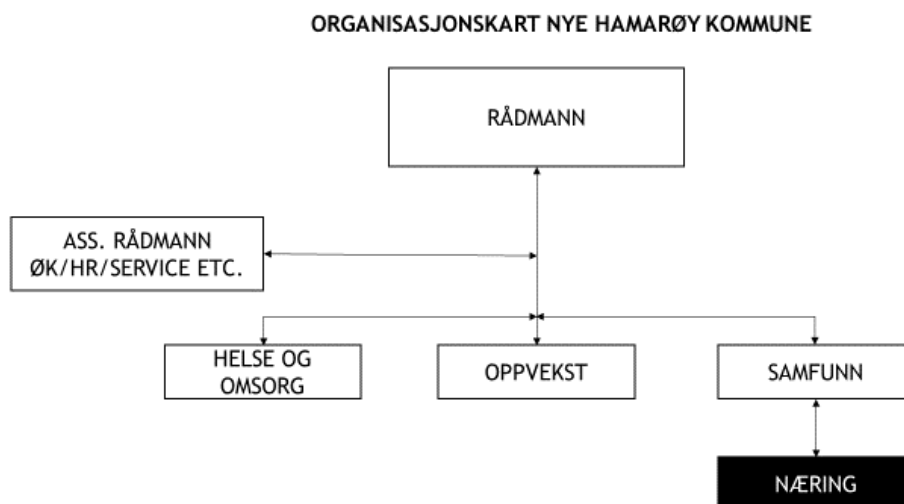 ORGANISASJONSKART NYE HAMARØY KOMMUNE
RÅDMANN
ASS. RÅDMANN
ØK/HR/SERVICE ETC.
HELSE OG
OMSORG
OPPVEKST
SAMFUNN
NÆRING